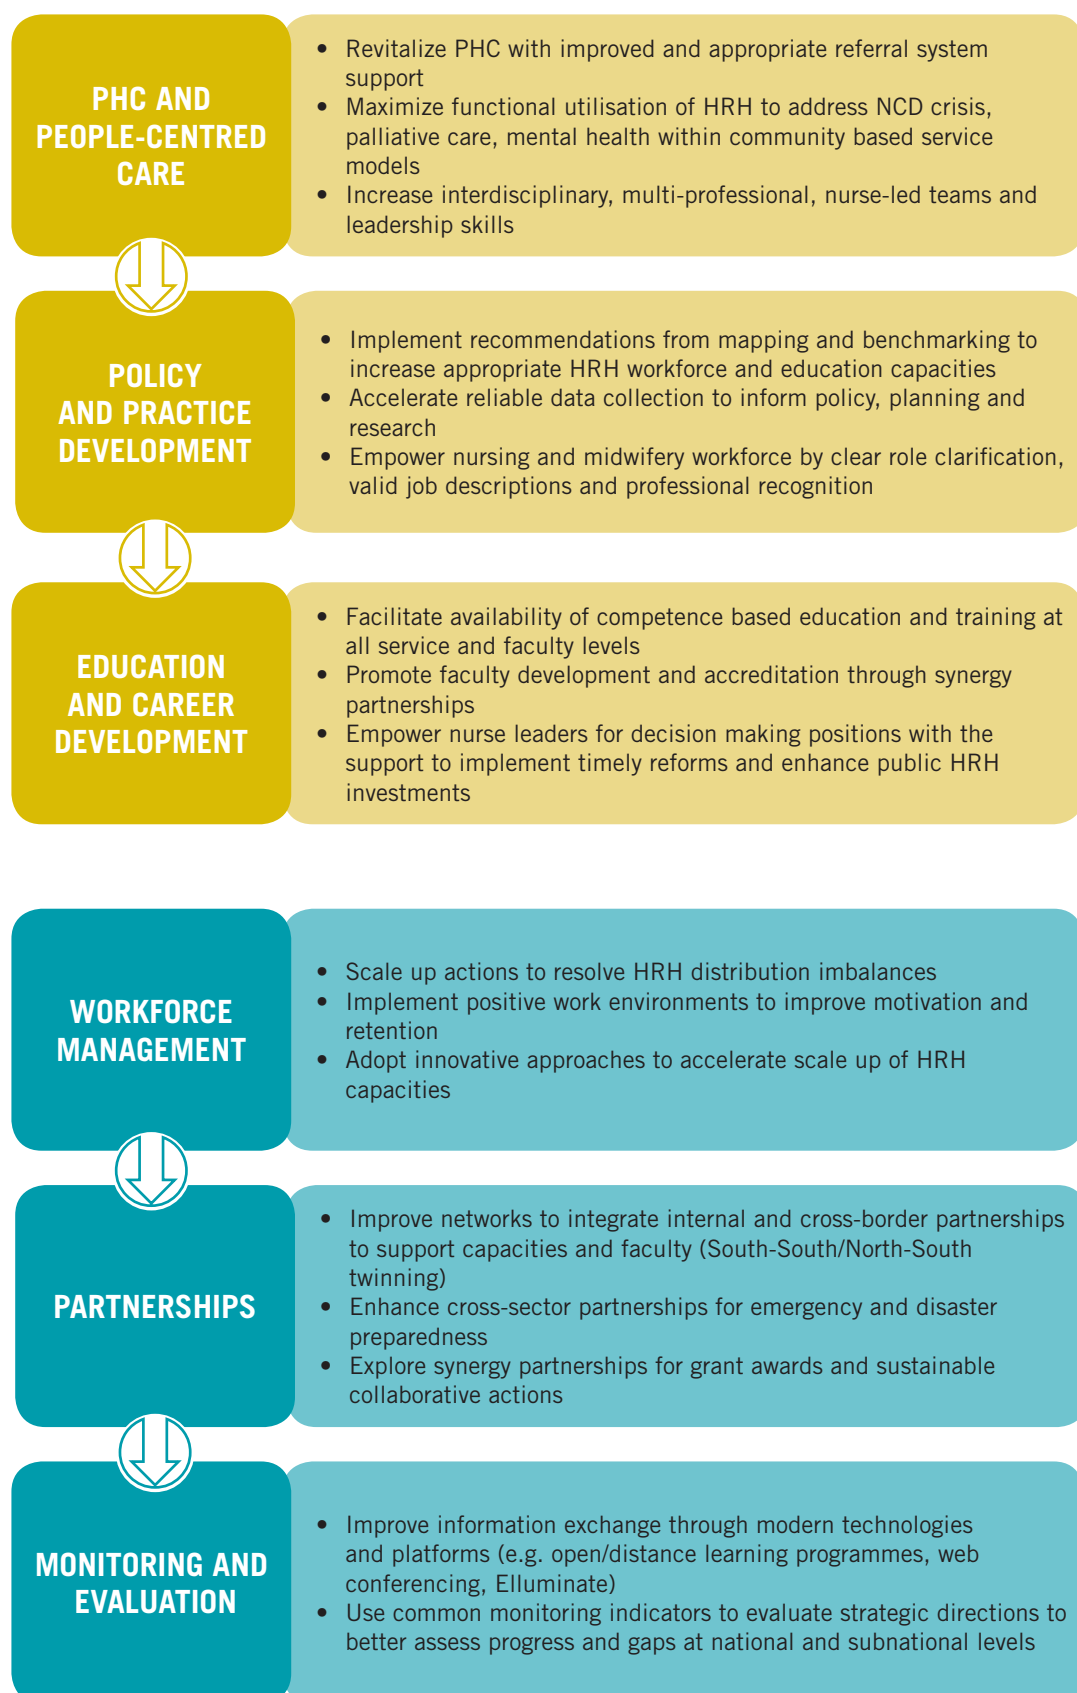 PHC AND
PEOPLE-CENTRED
CARE
• Revitalize PHC with improved and appropriate referral system
support
• Maximize functional utilisation of HRH to address NCD crisis,
palliative care, mental health within community based service
models
• Increase interdisciplinary, multi-professional, nurse-led teams and
leadership skills
POLICY
AND PRACTICE
DEVELOPMENT
• Implement recommendations from mapping and benchmarking to
increase appropriate HRH workforce and education capacities
• Accelerate reliable data collection to inform policy, planning and
research
• Empower nursing and midwifery workforce by clear role clarification,
valid job descriptions and professional recognition
EDUCATION
AND CAREER
DEVELOPMENT
• Facilitate availability of competence based education and training at
all service and faculty levels
• Promote faculty development and accreditation through synergy
partnerships
• Empower nurse leaders for decision making positions with the
support to implement timely reforms and enhance public HRH
investments
WORKFORCE
MANAGEMENT
• Scale up actions to resolve HRH distribution imbalances
• Implement positive work environments to improve motivation and
retention
• Adopt innovative approaches to accelerate scale up of HRH
capacities
PARTNERSHIPS
• Improve networks to integrate internal and cross-border partnerships
to support capacities and faculty (South-South/North-South
twinning)
• Enhance cross-sector partnerships for emergency and disaster
preparedness
• Explore synergy partnerships for grant awards and sustainable
collaborative actions
MONITORING AND
EVALUATION
• Improve information exchange through modern technologies
and platforms (e.g. open/distance learning programmes, web
conferencing, Elluminate)
• Use common monitoring indicators to evaluate strategic directions to
better assess progress and gaps at national and subnational levels